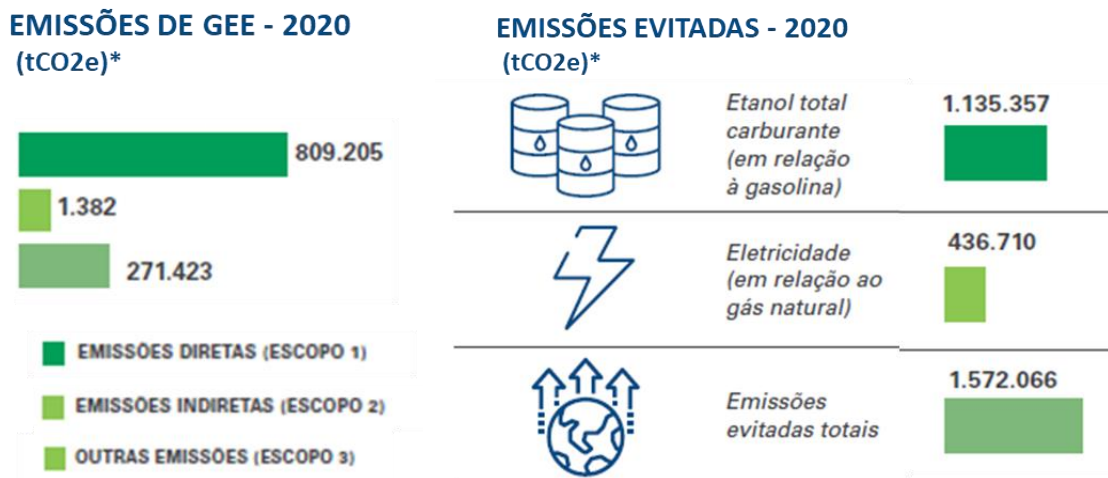 EMISSÕES DE GEE - 2020
(tCO2e)*
809.205
1.382
271.423
EMISSÕES DIRETAS (ESCOPO 1)
EMISSÕES INDIRETAS (ESCOPO 2)
OUTRAS EMISSÕES (ESCOPO 3)
EMISSÕES EVITADAS - 2020
(tCO2e)*
Etanol total
carburante
(em relação
à gasolina)
1.135.357
Eletricidade
(em relação ao
gás natural)
436.710
Emissões
evitadas totais
1.572.066